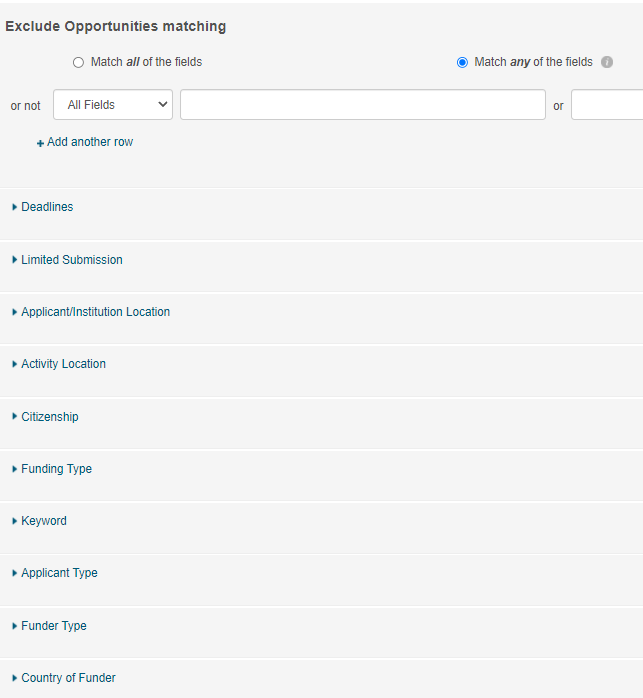 Exclude Opportunities matching
Match all of the fields Match any of the fields i
or not All Fields or
+ Add another row
Deadlines
Limited Submission
Applicant/Institution Location
Activity Location
Citizenship
Funding Type
Keyword
Applicant Type
Funder Type
Country of Funder